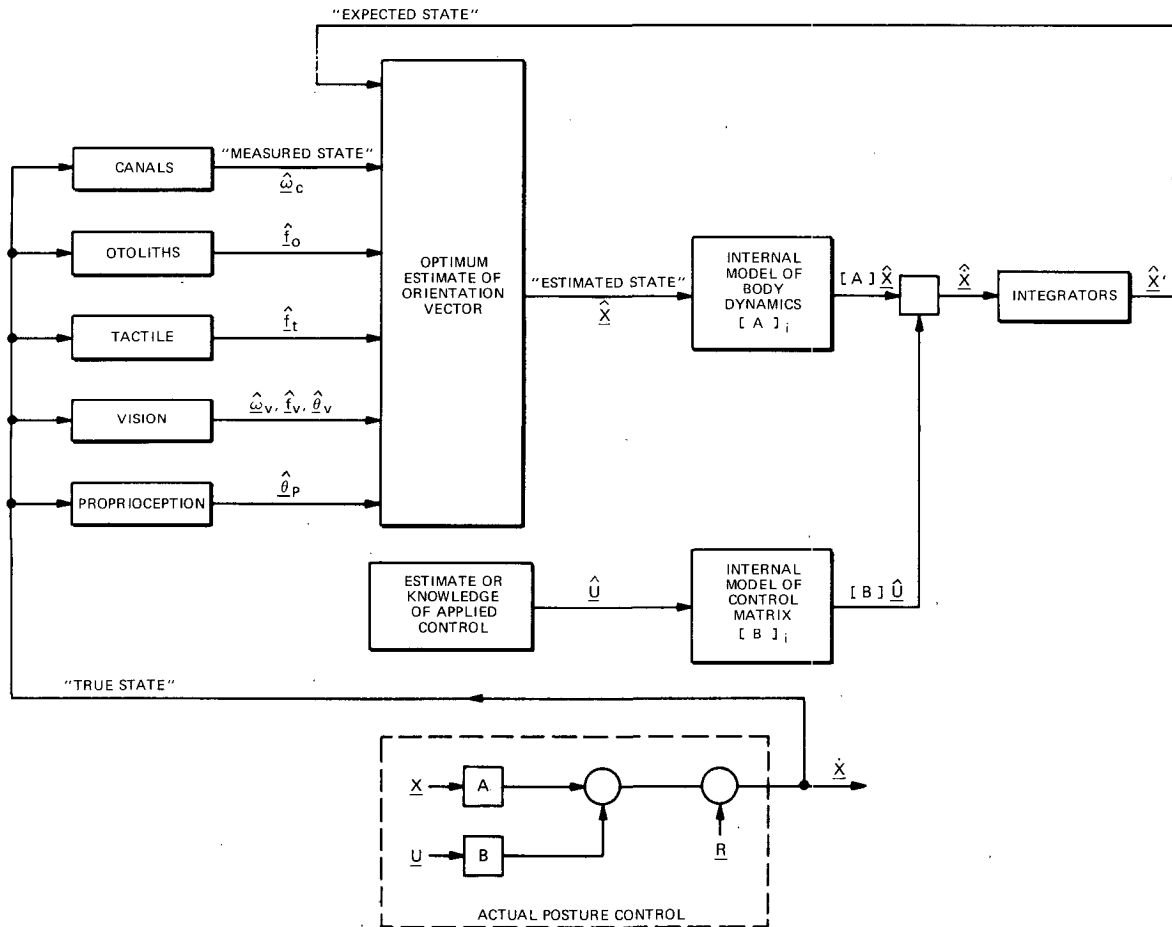 "EXPECTED STATE"
CANALS
"MEASURED STATE"
ω̂c
OTOLITHS
f̂o
TACTILE
f̂t
VISION
ω̂v, f̂v, θ̂v
PROPRIOCEPTION
θ̂p
OPTIMUM
ESTIMATE OF
ORIENTATION
VECTOR
"ESTIMATED STATE"
X̂
INTERNAL
MODEL OF
BODY
DYNAMICS
[ A ] i
[ A ] X̂
Ẋ̂
INTEGRATORS
X̂'
ESTIMATE OR
KNOWLEDGE
OF APPLIED
CONTROL
Û
INTERNAL
MODEL OF
CONTROL
MATRIX
[ B ] i
[ B ] Û
"TRUE STATE"
X
A
U
B
R
Ẋ
ACTUAL POSTURE CONTROL